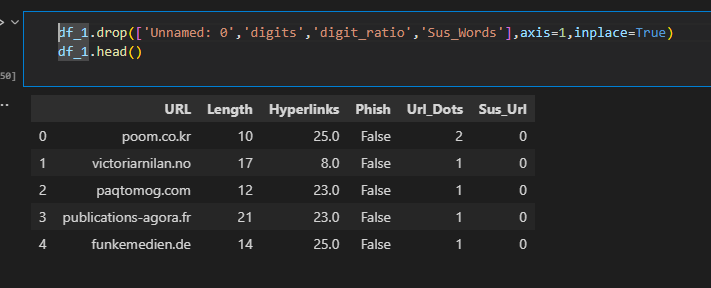 df_1.drop(['Unnamed: 0','digits','digit_ratio','Sus_Words'],axis=1,inplace=True)
df_1.head()
50]
URL Length Hyperlinks Phish Url_Dots Sus_Url
0 poom.co.kr 10 25.0 False 2 0
1 victoriarnilan.no 17 8.0 False 1 0
2 paqtomog.com 12 23.0 False 1 0
3 publications-agora.fr 21 23.0 False 1 0
4 funkemedien.de 14 25.0 False 1 0